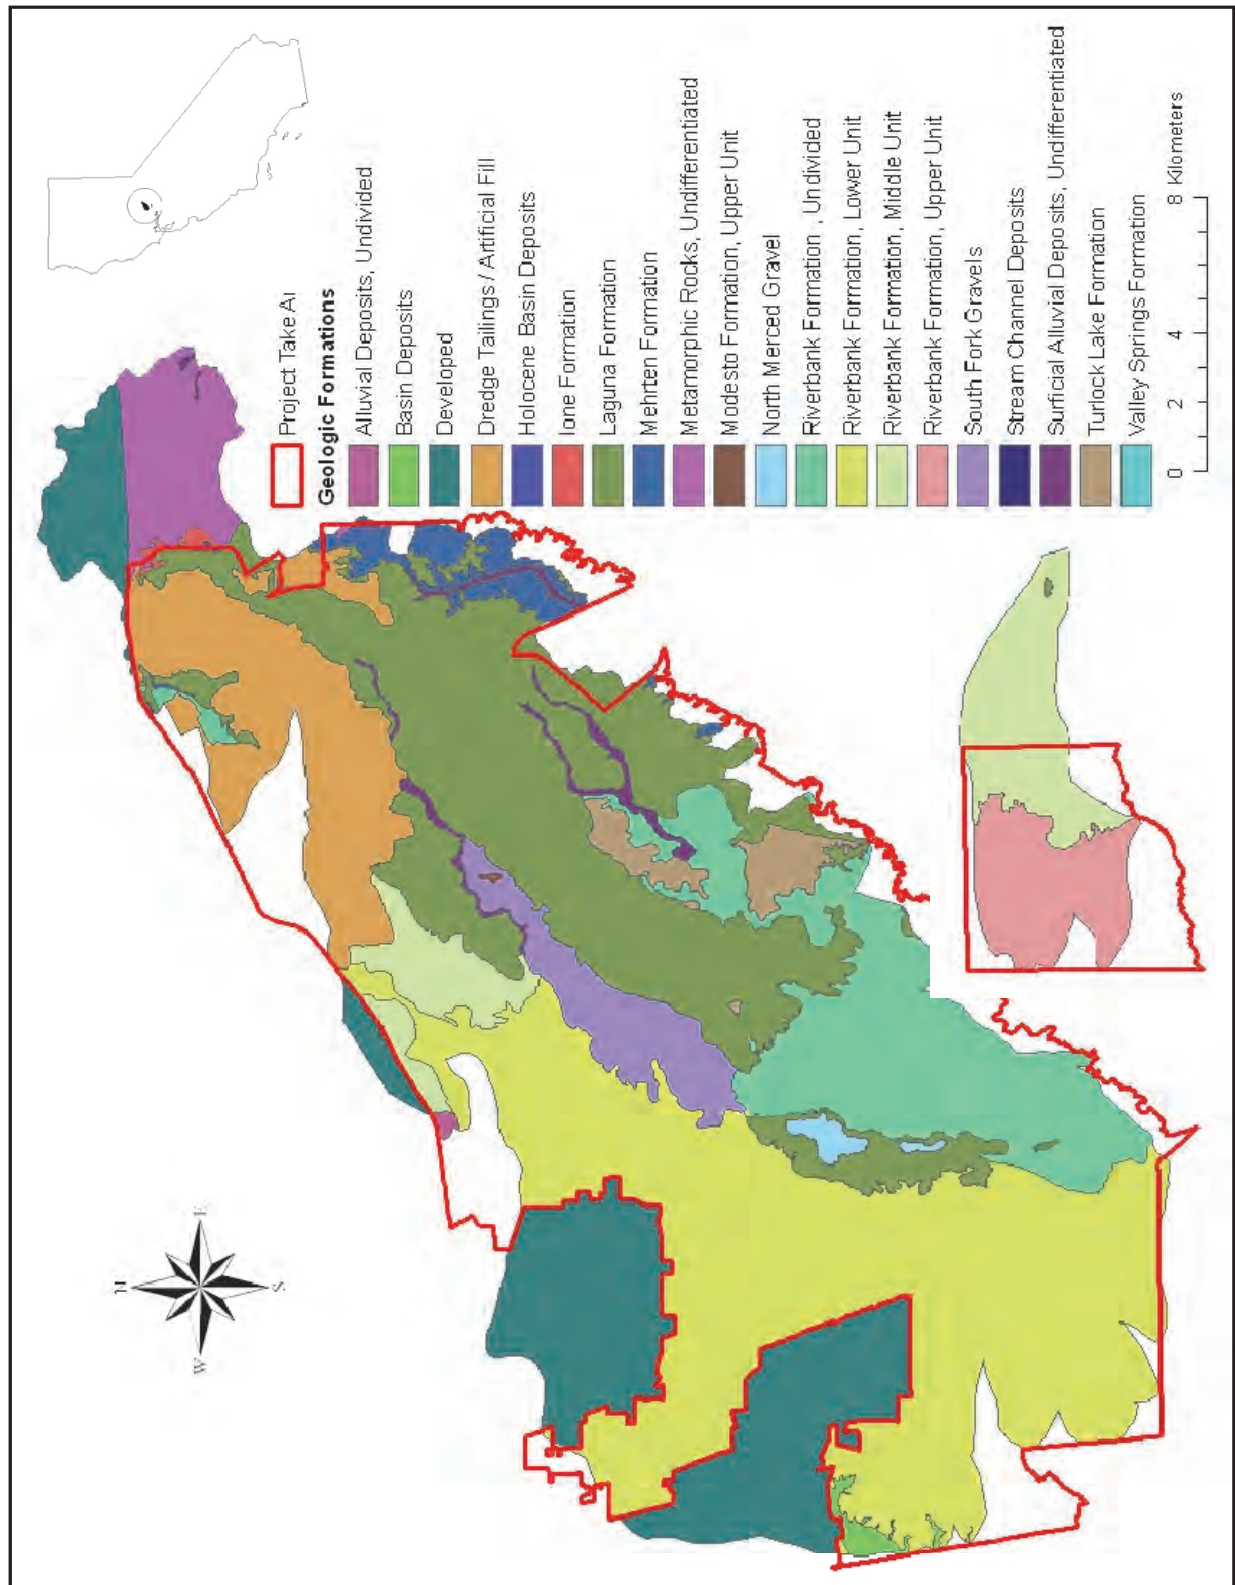 Project Take Ar
Geologic Formations
Alluvial Deposits, Undivided
Basin Deposits
Developed
Dredge Tailings / Artificial Fill
Holocene Basin Deposits
Ione Formation
Laguna Formation
Mehrten Formation
Metamorphic Rocks, Undifferentiated
Modesto Formation, Upper Unit
North Merced Gravel
Riverbank Formation , Undivided
Riverbank Formation, Lower Unit
Riverbank Formation, Middle Unit
Riverbank Formation, Upper Unit
South Fork Gravels
Stream Channel Deposits
Surficial Alluvial Deposits, Undifferentiated
Turlock Lake Formation
Valley Springs Formation
0 2 4 8 Kilometers
N
W
E
S